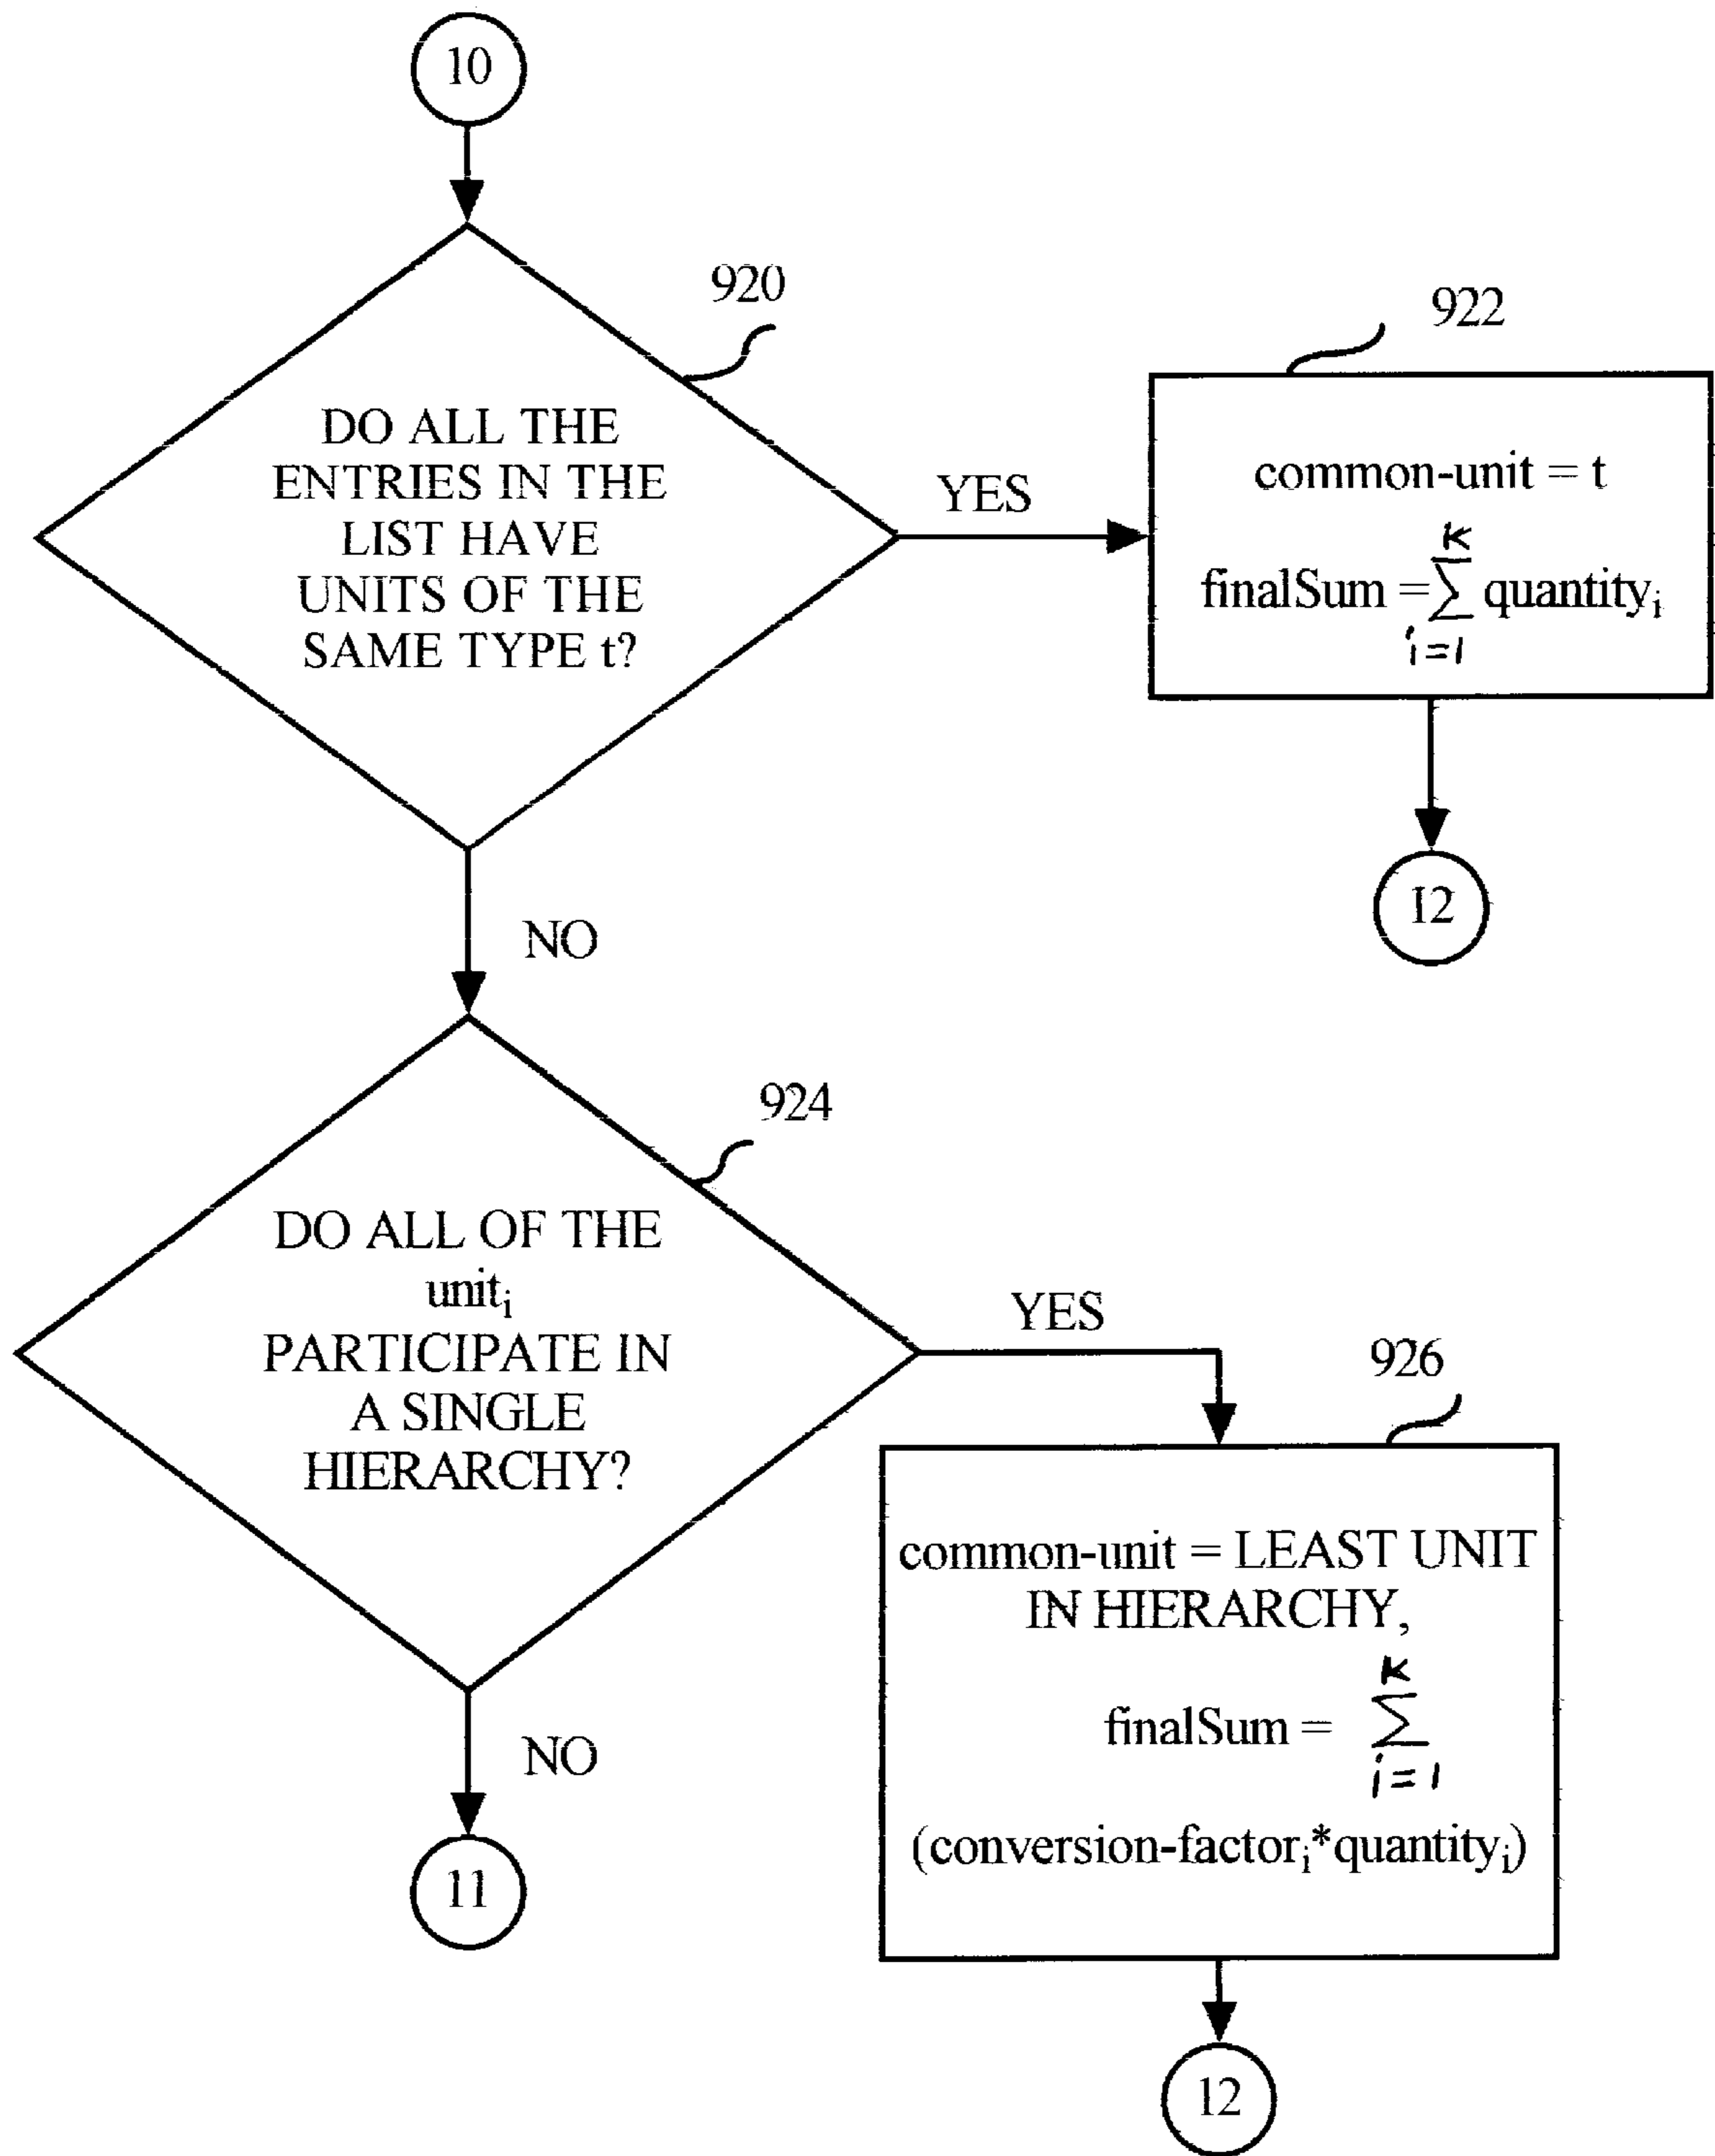 10
920
DO ALL THE
ENTRIES IN THE
LIST HAVE
UNITS OF THE
SAME TYPE t?
YES
922
common-unit = t
K
finalSum = ∑ quantityᵢ
i=1
12
NO
924
DO ALL OF THE
unitᵢ
PARTICIPATE IN
A SINGLE
HIERARCHY?
YES
926
common-unit = LEAST UNIT
IN HIERARCHY,
K
finalSum = ∑
i=1
(conversion-factorᵢ*quantityᵢ)
12
NO
11